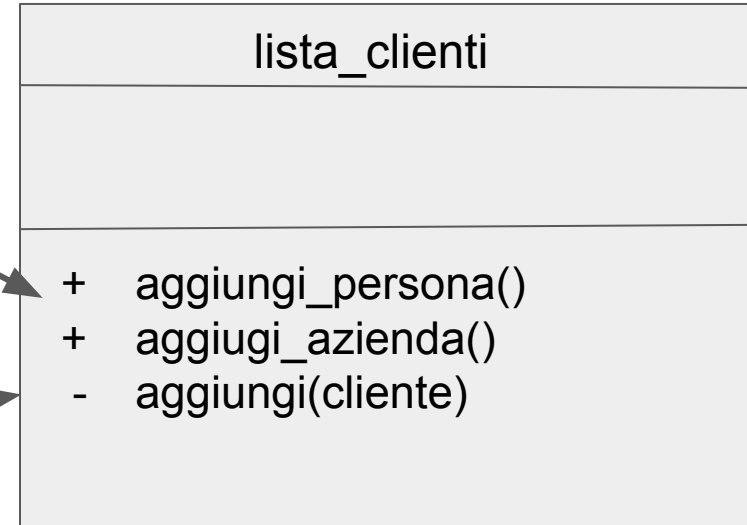 lista_clienti
+ aggiungi_persona()
+ aggiugi_azienda()
- aggiungi(cliente)